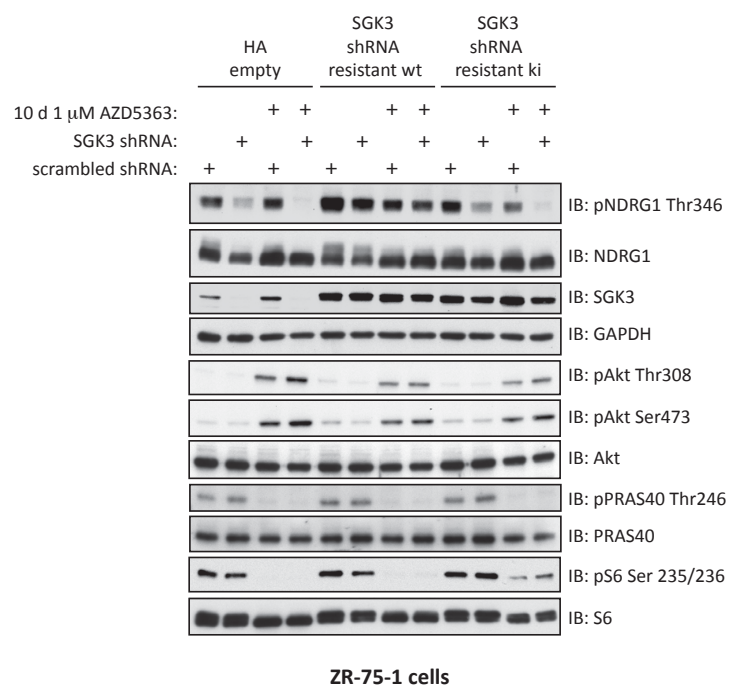 HA
empty
SGK3
shRNA
resistant wt
SGK3
shRNA
resistant ki
10 d 1 μM AZD5363: + + + + + +
SGK3 shRNA: + + + + + +
scrambled shRNA: + + + + + +
IB: pNDRG1 Thr346
IB: NDRG1
IB: SGK3
IB: GAPDH
IB: pAkt Thr308
IB: pAkt Ser473
IB: Akt
IB: pPRAS40 Thr246
IB: PRAS40
IB: pS6 Ser 235/236
IB: S6
ZR-75-1 cells